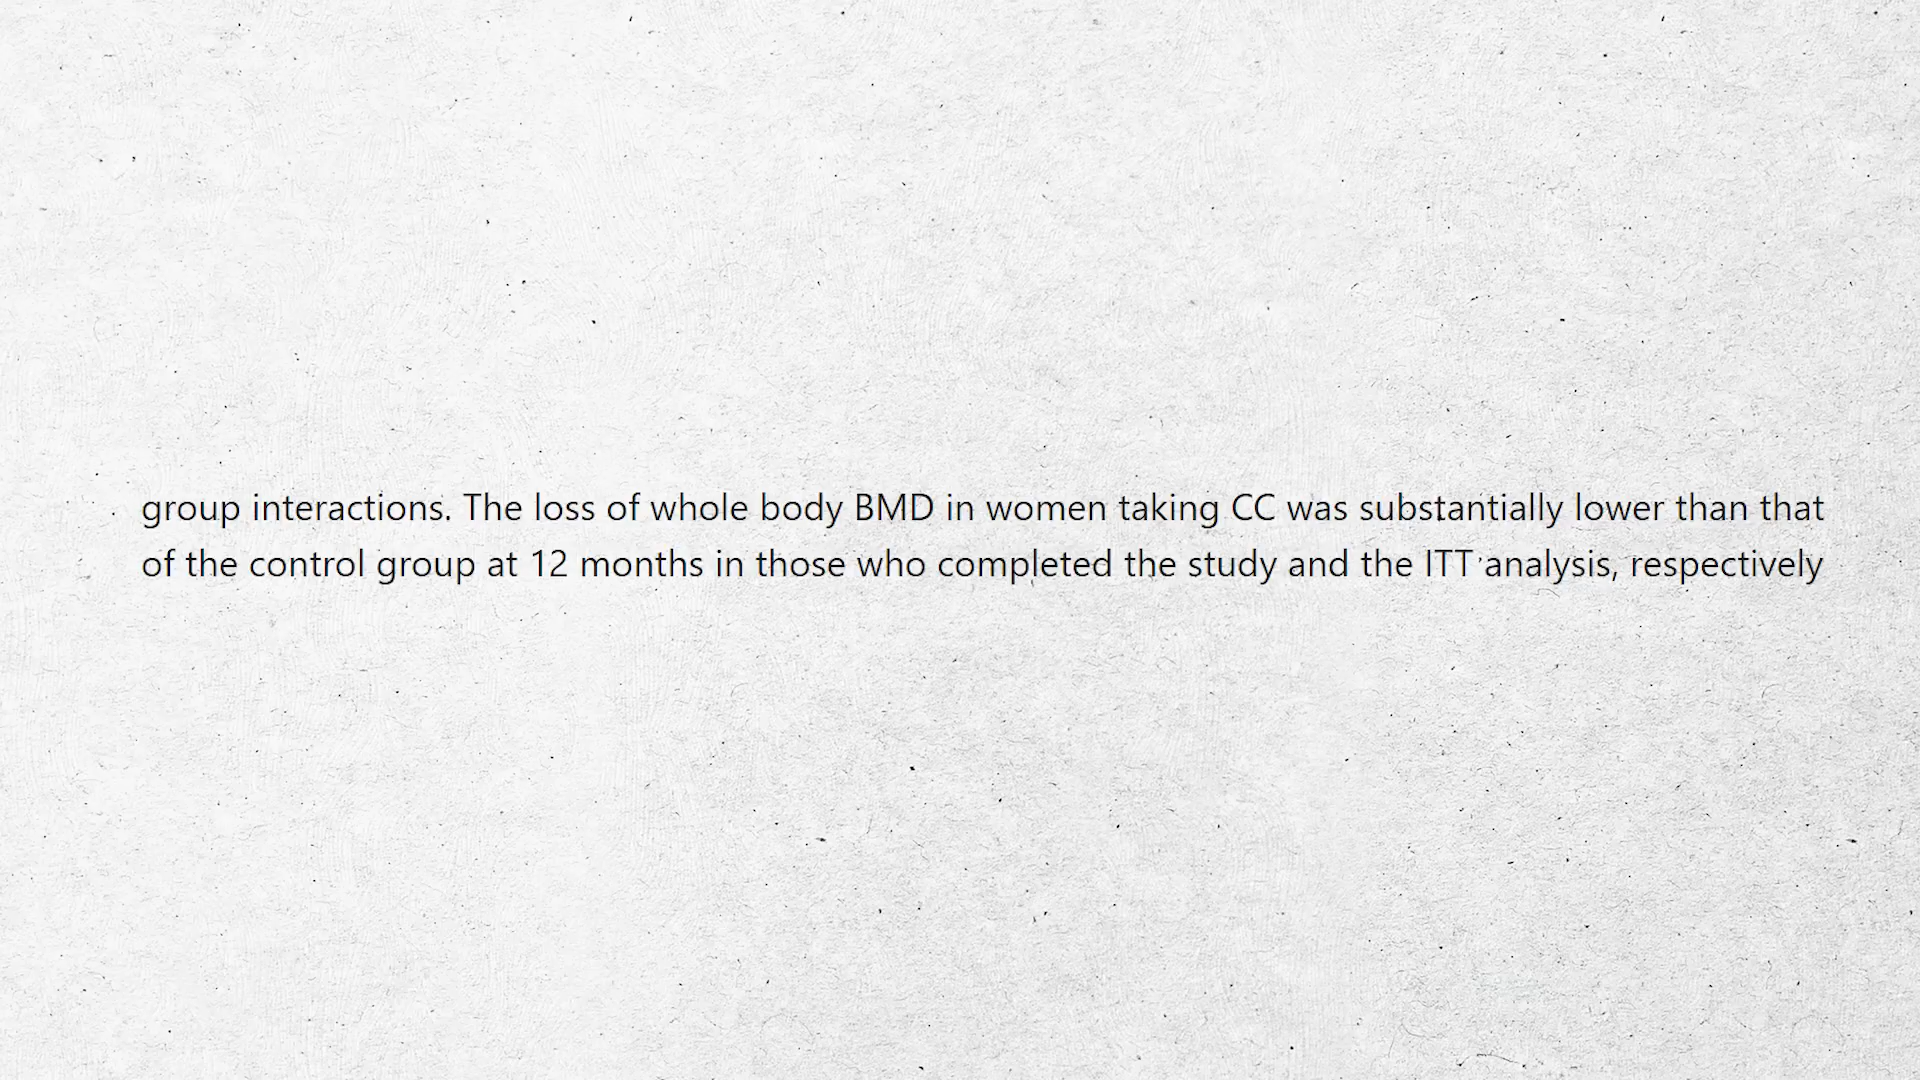 group interactions. The loss of whole body BMD in women taking CC was substantially lower than that
of the control group at 12 months in those who completed the study and the ITT analysis, respectively